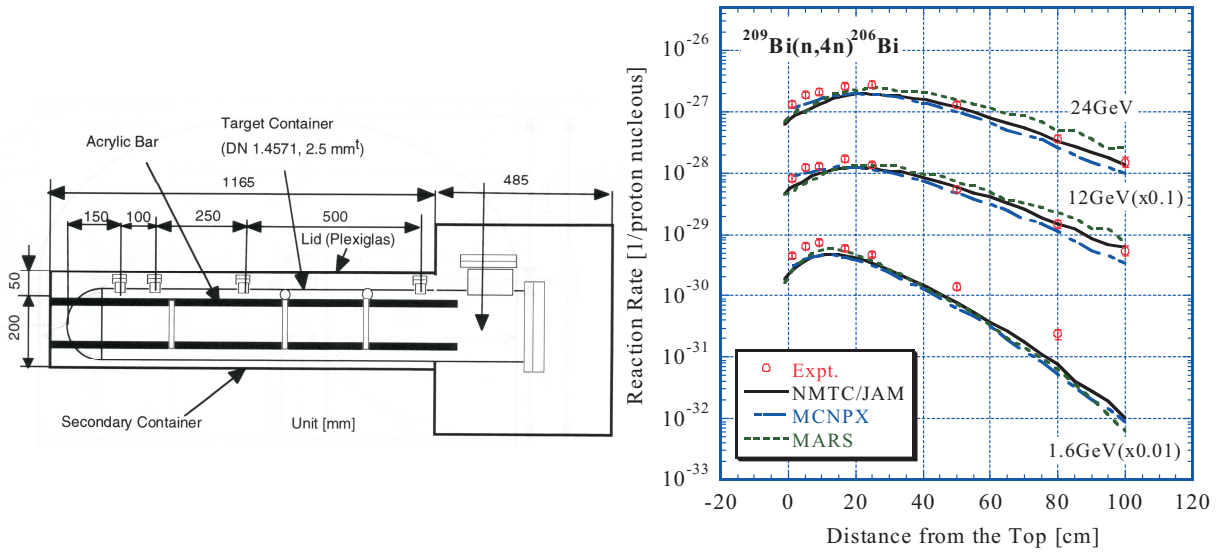 Acrylic Bar
Target Container
(DN 1.4571, 2.5 mmᵗ)
1165
485
150
100
250
500
Lid (Plexiglas)
50
200
Secondary Container
Unit [mm]
²⁰⁹Bi(n,4n)²⁰⁶Bi
Reaction Rate [1/proton nucleous]
10⁻²⁶
10⁻²⁷
10⁻²⁸
10⁻²⁹
10⁻³⁰
10⁻³¹
10⁻³²
10⁻³³
24GeV
12GeV(x0.1)
1.6GeV(x0.01)
Expt.
NMTC/JAM
MCNPX
MARS
-20 0 20 40 60 80 100 120
Distance from the Top [cm]